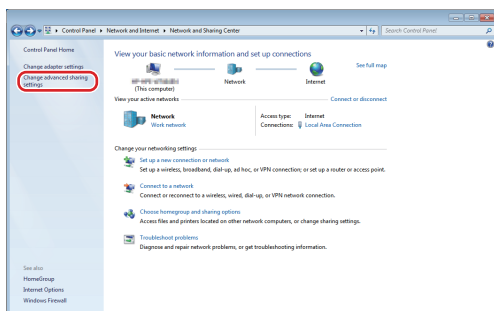 Control Panel ▸ Network and Internet ▸ Network and Sharing Center
Search Control Panel
Control Panel Home
Change adapter settings
Change advanced sharing
settings
See also
HomeGroup
Internet Options
Windows Firewall
View your basic network information and set up connections
See full map
(This computer)
Network
Internet
View your active networks
Connect or disconnect
Network
Work network
Access type: Internet
Connections: Local Area Connection
Change your networking settings
Set up a new connection or network
Set up a wireless, broadband, dial-up, ad hoc, or VPN connection; or set up a router or access point.
Connect to a network
Connect or reconnect to a wireless, wired, dial-up, or VPN network connection.
Choose homegroup and sharing options
Access files and printers located on other network computers, or change sharing settings.
Troubleshoot problems
Diagnose and repair network problems, or get troubleshooting information.